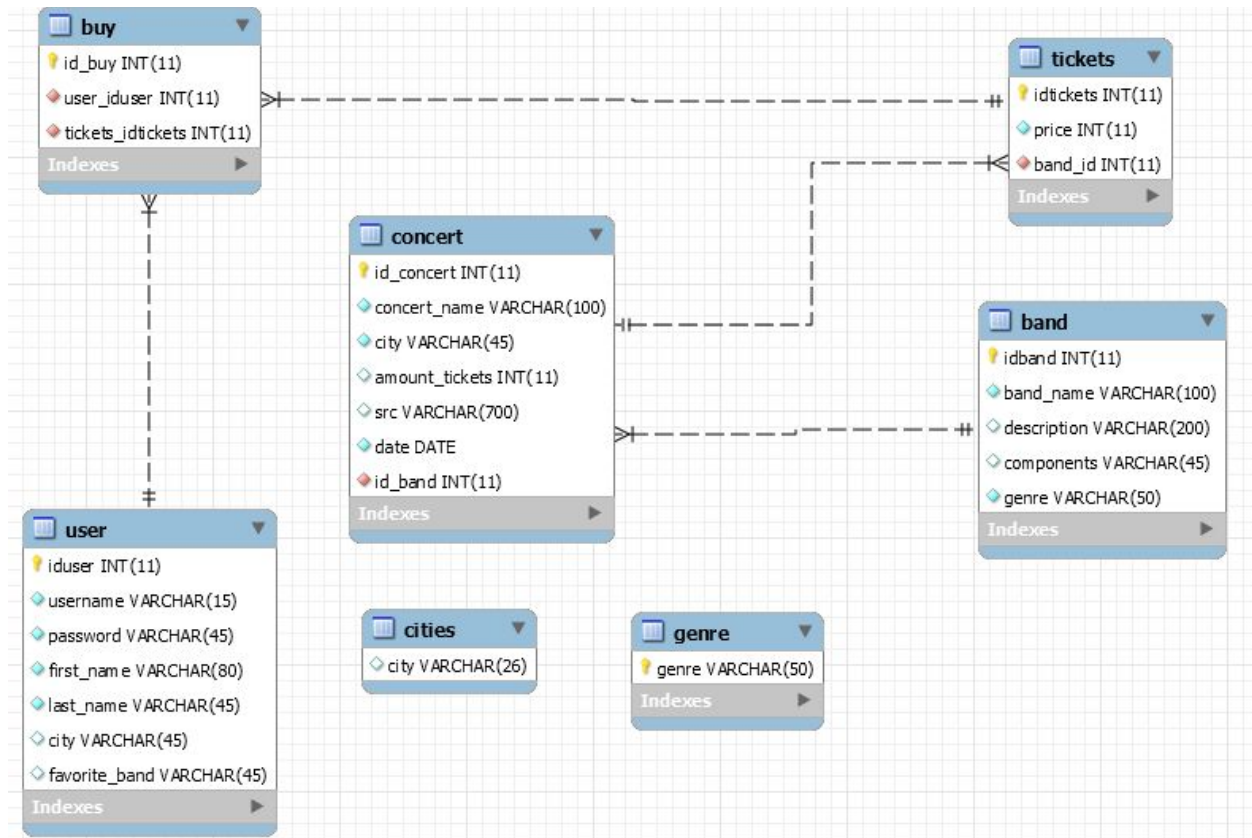 buy
id_buy INT(11)
user_iduser INT(11)
tickets_idtickets INT(11)
Indexes
tickets
idtickets INT(11)
price INT(11)
band_id INT(11)
Indexes
concert
id_concert INT(11)
concert_name VARCHAR(100)
city VARCHAR(45)
amount_tickets INT(11)
src VARCHAR(700)
date DATE
id_band INT(11)
Indexes
band
idband INT(11)
band_name VARCHAR(100)
description VARCHAR(200)
components VARCHAR(45)
genre VARCHAR(50)
Indexes
user
iduser INT(11)
username VARCHAR(15)
password VARCHAR(45)
first_name VARCHAR(80)
last_name VARCHAR(45)
city VARCHAR(45)
favorite_band VARCHAR(45)
Indexes
cities
city VARCHAR(26)
genre
genre VARCHAR(50)
Indexes